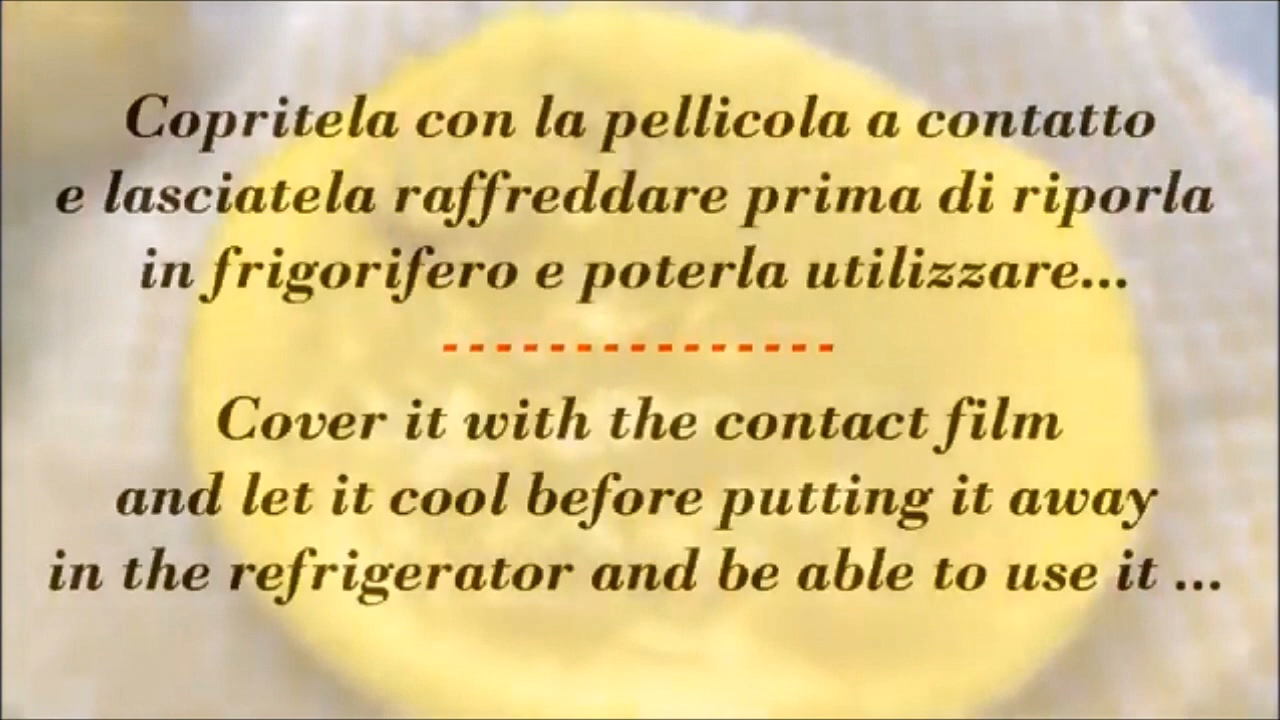 Copritela con la pellicola a contatto
e lasciatela raffreddare prima di riporla
in frigorifero e poterla utilizzare...
---------------
Cover it with the contact film
and let it cool before putting it away
in the refrigerator and be able to use it ...